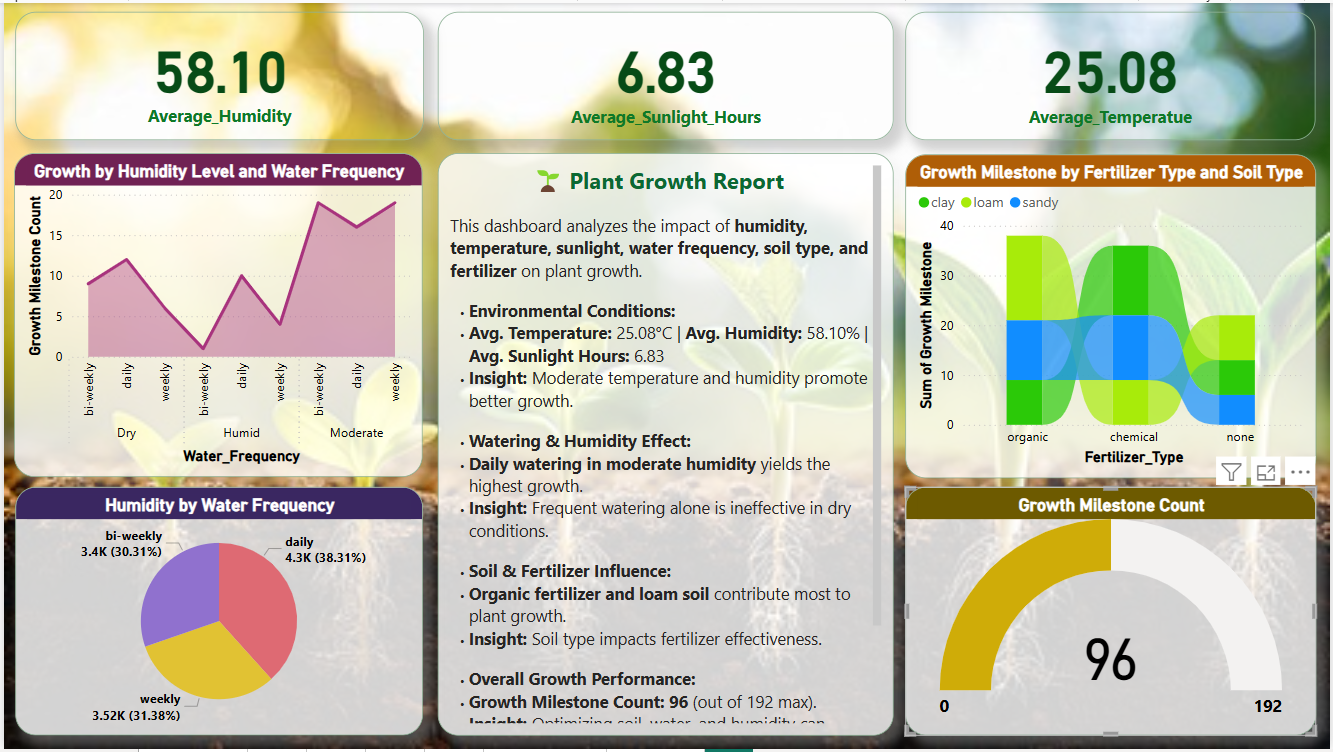 58.10
Average_Humidity
6.83
Average_Sunlight_Hours
25.08
Average_Temperatue
Growth by Humidity Level and Water Frequency
Growth Milestone Count
20
15
10
5
0
bi-weekly
daily
weekly
bi-weekly
daily
weekly
bi-weekly
daily
weekly
Dry
Humid
Moderate
Water_Frequency
Humidity by Water Frequency
bi-weekly
3.4K (30.31%)
daily
4.3K (38.31%)
weekly
3.52K (31.38%)
Plant Growth Report
This dashboard analyzes the impact of humidity,
temperature, sunlight, water frequency, soil type, and
fertilizer on plant growth.
· Environmental Conditions:
· Avg. Temperature: 25.08°C | Avg. Humidity: 58.10% |
Avg. Sunlight Hours: 6.83
· Insight: Moderate temperature and humidity promote
better growth.
· Watering & Humidity Effect:
· Daily watering in moderate humidity yields the
highest growth.
· Insight: Frequent watering alone is ineffective in dry
conditions.
· Soil & Fertilizer Influence:
· Organic fertilizer and loam soil contribute most to
plant growth.
· Insight: Soil type impacts fertilizer effectiveness.
· Overall Growth Performance:
· Growth Milestone Count: 96 (out of 192 max).
· Insight: Optimizing soil, water, and humidity can
Growth Milestone by Fertilizer Type and Soil Type
clay loam sandy
Sum of Growth Milestone
40
30
20
10
0
organic
chemical
none
Fertilizer_Type
Growth Milestone Count
96
0
192